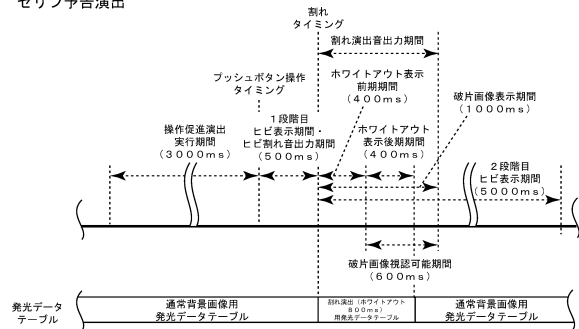 セリフ予告演出
割れ
タイミング
割れ演出音出力期間
プッシュボタン操作
タイミング
ホワイトアウト表示
前期期間
(400ms)
破片画像表示期間
(1000ms)
操作促進演出
実行期間
(3000ms)
1段階目
ヒビ表示期間・
ヒビ割れ音出力期間
(500ms)
ホワイトアウト
表示後期期間
(400ms)
2段階目
ヒビ表示期間
(5000ms)
破片画像視認可能期間
(600ms)
発光データ
テーブル
通常背景画像用
発光データテーブル
割れ演出(ホワイトアウト
800ms)
用発光データテーブル
通常背景画像用
発光データテーブル